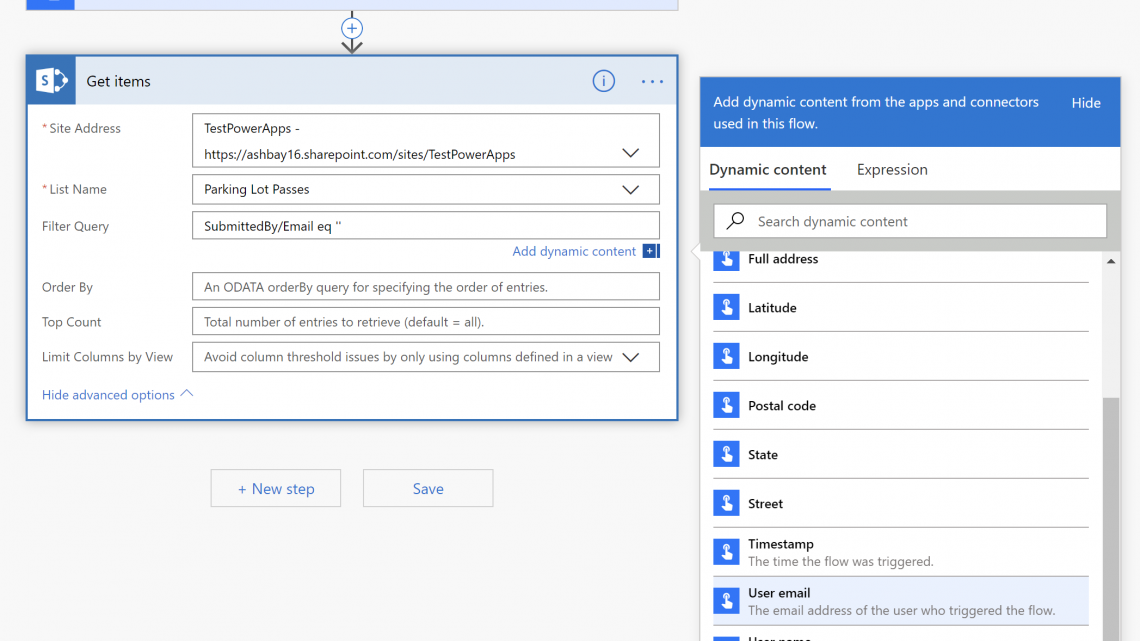 Get items
* Site Address
TestPowerApps -
https://ashbay16.sharepoint.com/sites/TestPowerApps
* List Name
Parking Lot Passes
Filter Query
SubmittedBy/Email eq ''
Add dynamic content
Order By
An ODATA orderBy query for specifying the order of entries.
Top Count
Total number of entries to retrieve (default = all).
Limit Columns by View
Avoid column threshold issues by only using columns defined in a view
Hide advanced options
+ New step
Save
Add dynamic content from the apps and connectors
used in this flow.
Hide
Dynamic content
Expression
Search dynamic content
Full address
Latitude
Longitude
Postal code
State
Street
Timestamp
The time the flow was triggered.
User email
The email address of the user who triggered the flow.
User name